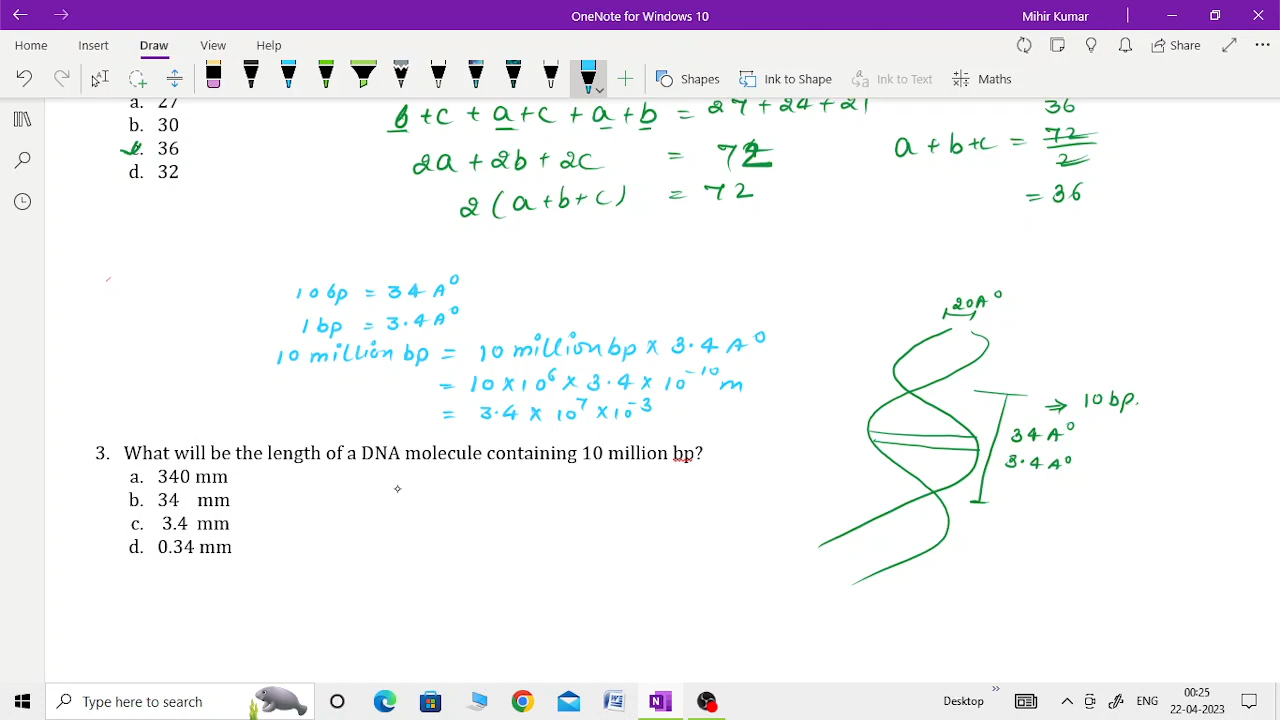 OneNote for Windows 10
Mihir Kumar
Home Insert Draw View Help
Share
Shapes Ink to Shape Ink to Text Maths
a. 27
b. 30
36
d. 32
b+c + a+c + a+b = 27+24+21
2a + 2b + 2c = 72
2(a+b+c) = 72
36
a+b+c = 72
2
= 36
10 bp = 34 A°
1 bp = 3.4 A°
10 million bp = 10 million bp × 3.4 A°
= 10 × 10⁶ × 3.4 × 10⁻¹⁰ m
= 3.4 × 10⁷ × 10⁻³
20A°
⇒ 10 bp.
34 A°
3.4 A°
3. What will be the length of a DNA molecule containing 10 million bp?
a. 340 mm
b. 34 mm
c. 3.4 mm
d. 0.34 mm
Type here to search
Desktop
ENG
00:25
22-04-2023